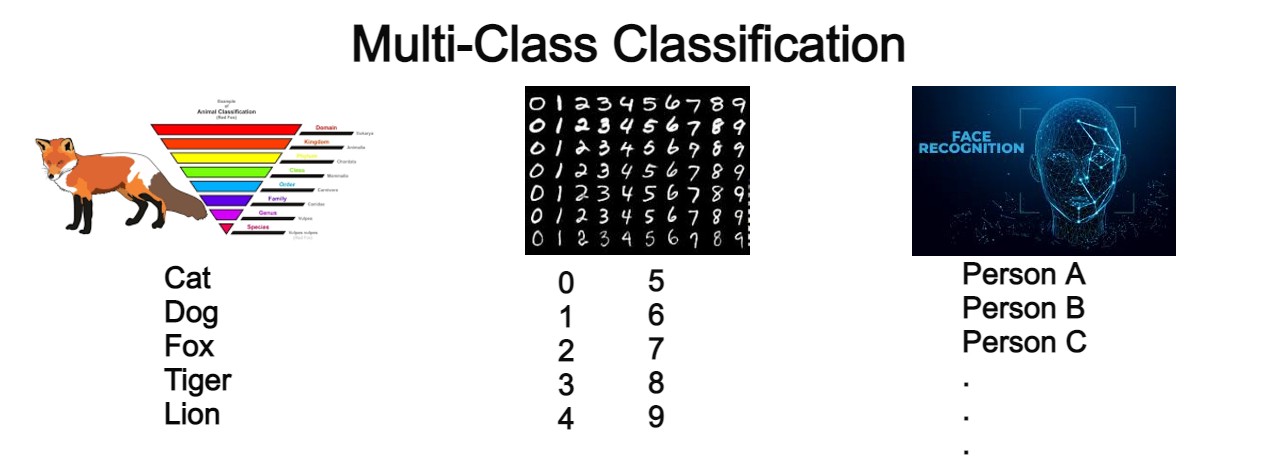 Multi-Class Classification
Example
of
Animal Classification
(Red Fox)
Domain
Eukarya
Kingdom
Animalia
Phylum
Chordata
Class
Mammalia
Order
Carnivora
Family
Canidae
Genus
Vulpes
Species
Vulpes vulpes
(Red Fox)
Cat
Dog
Fox
Tiger
Lion
0 1 2 3 4 5 6 7 8 9
0 1 2 3 4 5 6 7 8 9
0 1 2 3 4 5 6 7 8 9
0 1 2 3 4 5 6 7 8 9
0 1 2 3 4 5 6 7 8 9
0 1 2 3 4 5 6 7 8 9
0 1 2 3 4 5 6 7 8 9
0 5
1 6
2 7
3 8
4 9
FACE
RECOGNITION
Person A
Person B
Person C
.
.
.